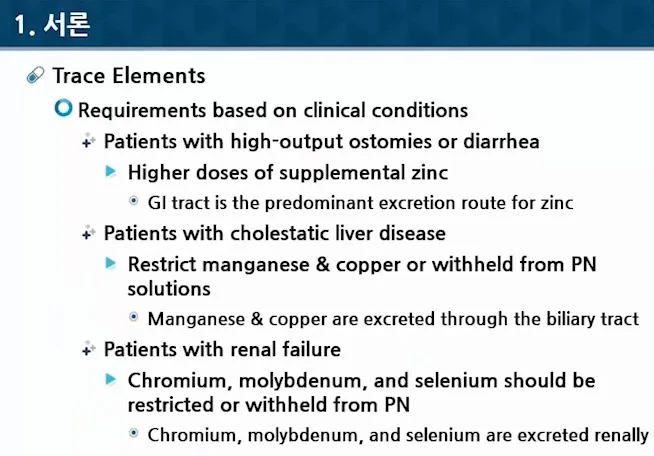 1. 서론
Trace Elements
Requirements based on clinical conditions
Patients with high-output ostomies or diarrhea
Higher doses of supplemental zinc
GI tract is the predominant excretion route for zinc
Patients with cholestatic liver disease
Restrict manganese & copper or withheld from PN
solutions
Manganese & copper are excreted through the biliary tract
Patients with renal failure
Chromium, molybdenum, and selenium should be
restricted or withheld from PN
Chromium, molybdenum, and selenium are excreted renally